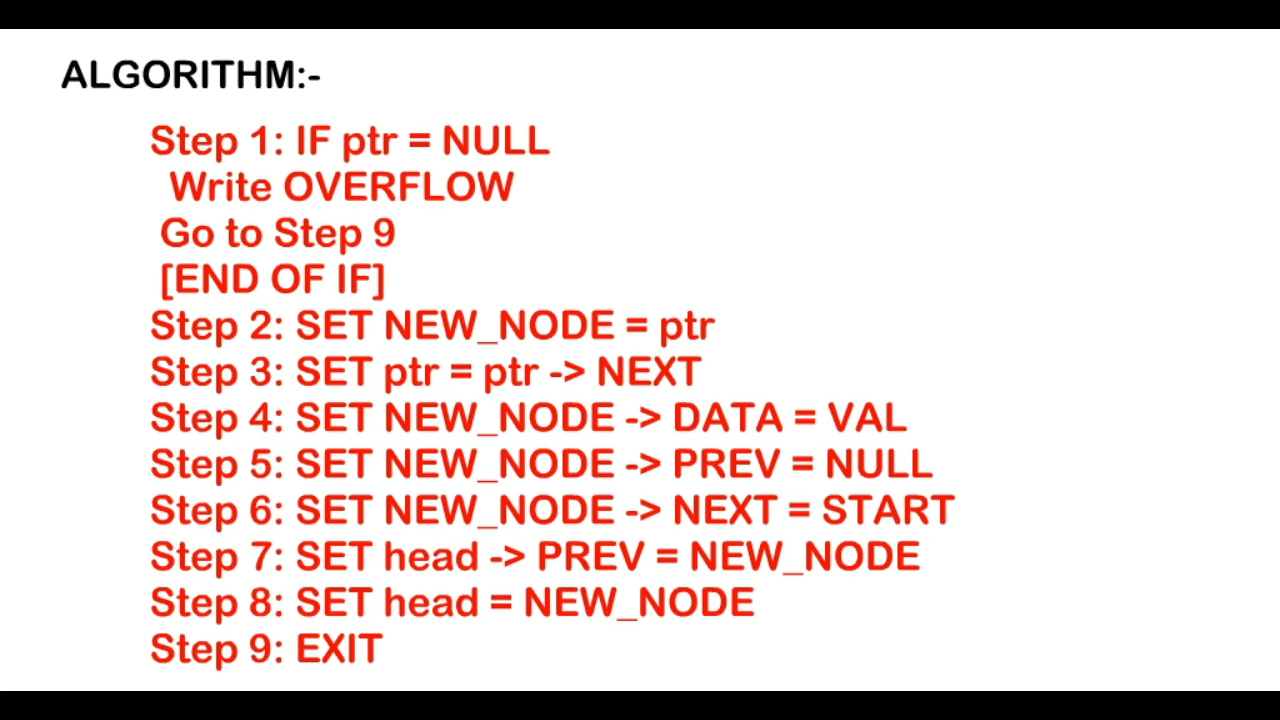 ALGORITHM:-
Step 1: IF ptr = NULL
Write OVERFLOW
Go to Step 9
[END OF IF]
Step 2: SET NEW_NODE = ptr
Step 3: SET ptr = ptr -> NEXT
Step 4: SET NEW_NODE -> DATA = VAL
Step 5: SET NEW_NODE -> PREV = NULL
Step 6: SET NEW_NODE -> NEXT = START
Step 7: SET head -> PREV = NEW_NODE
Step 8: SET head = NEW_NODE
Step 9: EXIT